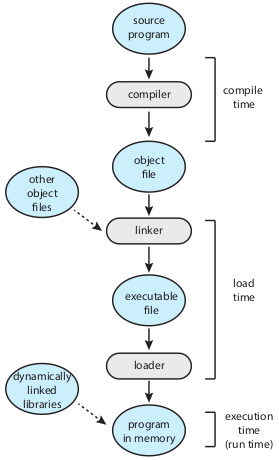 source
program
compiler
compile
time
object
file
other
object
files
linker
executable
file
load
time
loader
dynamically
linked
libraries
program
in memory
execution
time
(run time)